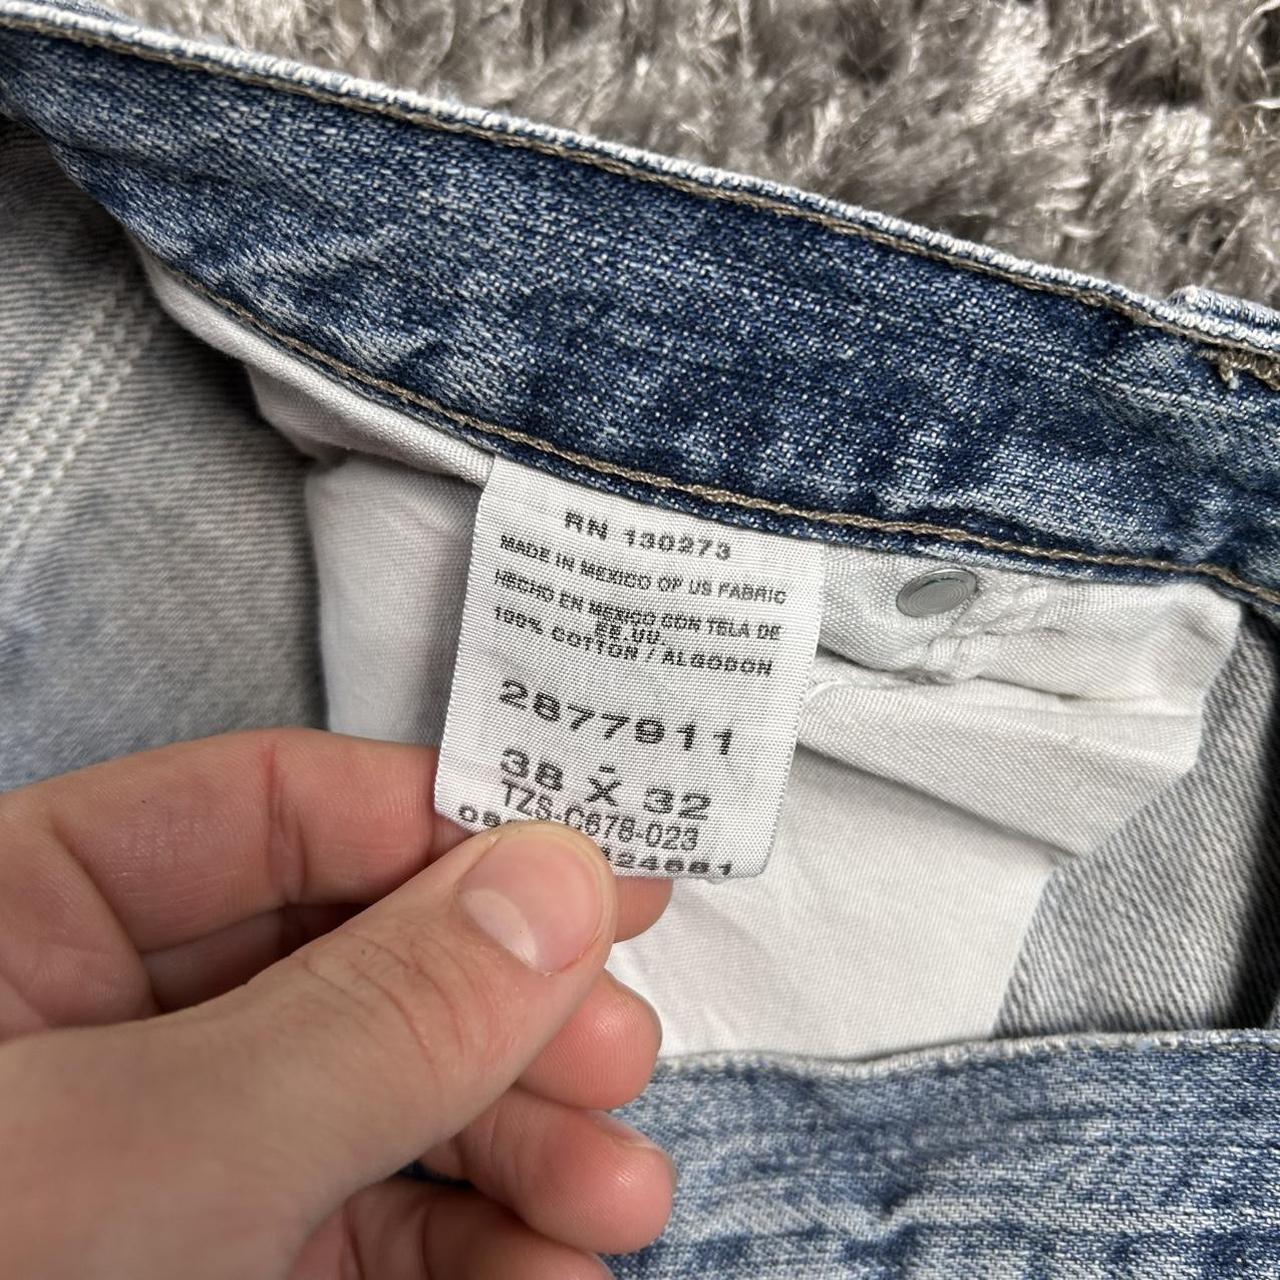 RN 130273
MADE IN MEXICO OF US FABRIC
HECHO EN MEXICO CON TELA DE
EE.UU.
100% COTTON / ALGODON
2877911
38 X 32
TZS-C678-023